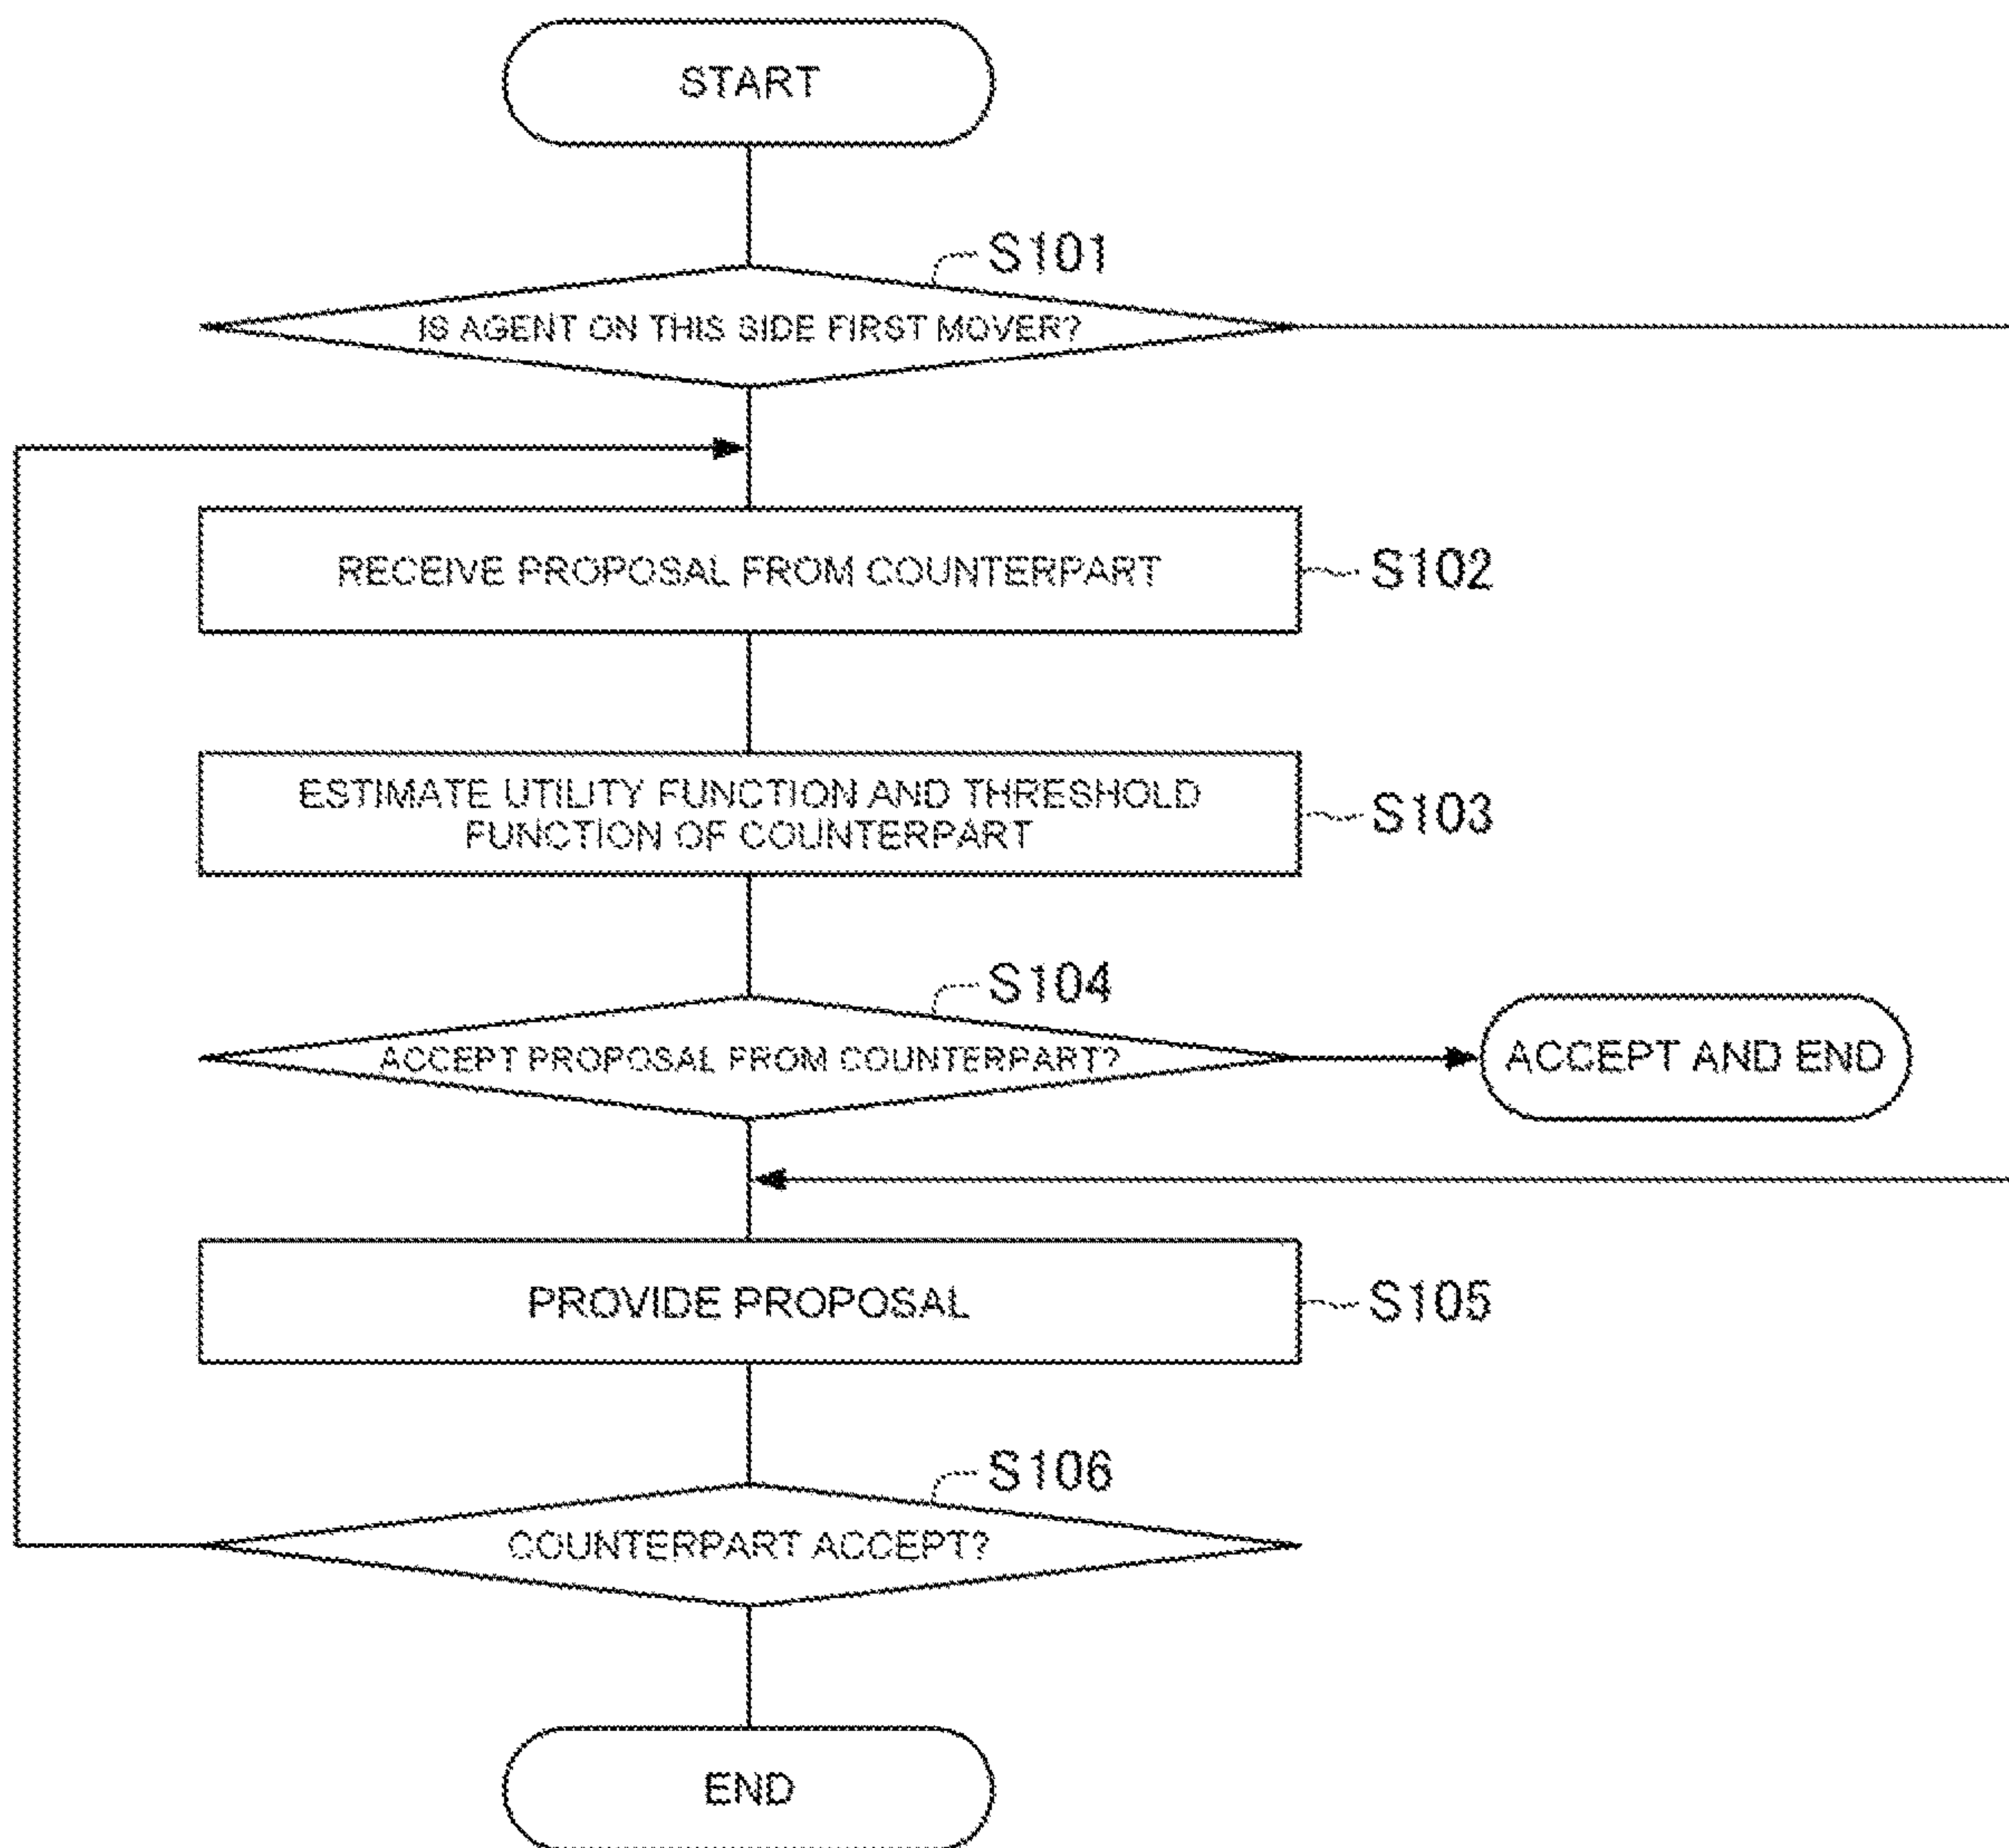 START
S101
IS AGENT ON THIS SIDE FIRST MOVER?
RECEIVE PROPOSAL FROM COUNTERPART
S102
ESTIMATE UTILITY FUNCTION AND THRESHOLD
FUNCTION OF COUNTERPART
S103
S104
ACCEPT PROPOSAL FROM COUNTERPART?
ACCEPT AND END
PROVIDE PROPOSAL
S105
S106
COUNTERPART ACCEPT?
END